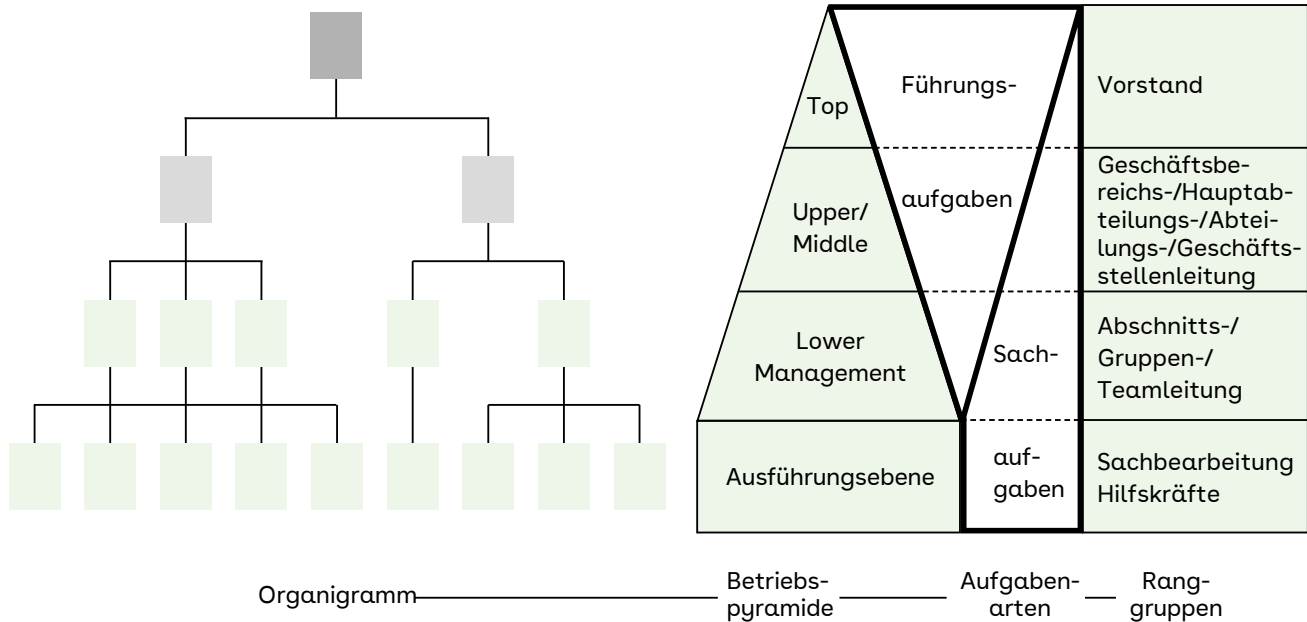 Top
Führungs-
Vorstand
Upper/
Middle
aufgaben
Geschäftsbe-
reichs-/Hauptab-
teilungs-/Abtei-
lungs-/Geschäfts-
stellenleitung
Lower
Management
Sach-
Abschnitts-/
Gruppen-/
Teamleitung
Ausführungsebene
auf-
gaben
Sachbearbeitung
Hilfskräfte
Organigramm
Betriebs-
pyramide
Aufgaben-
arten
Rang-
gruppen